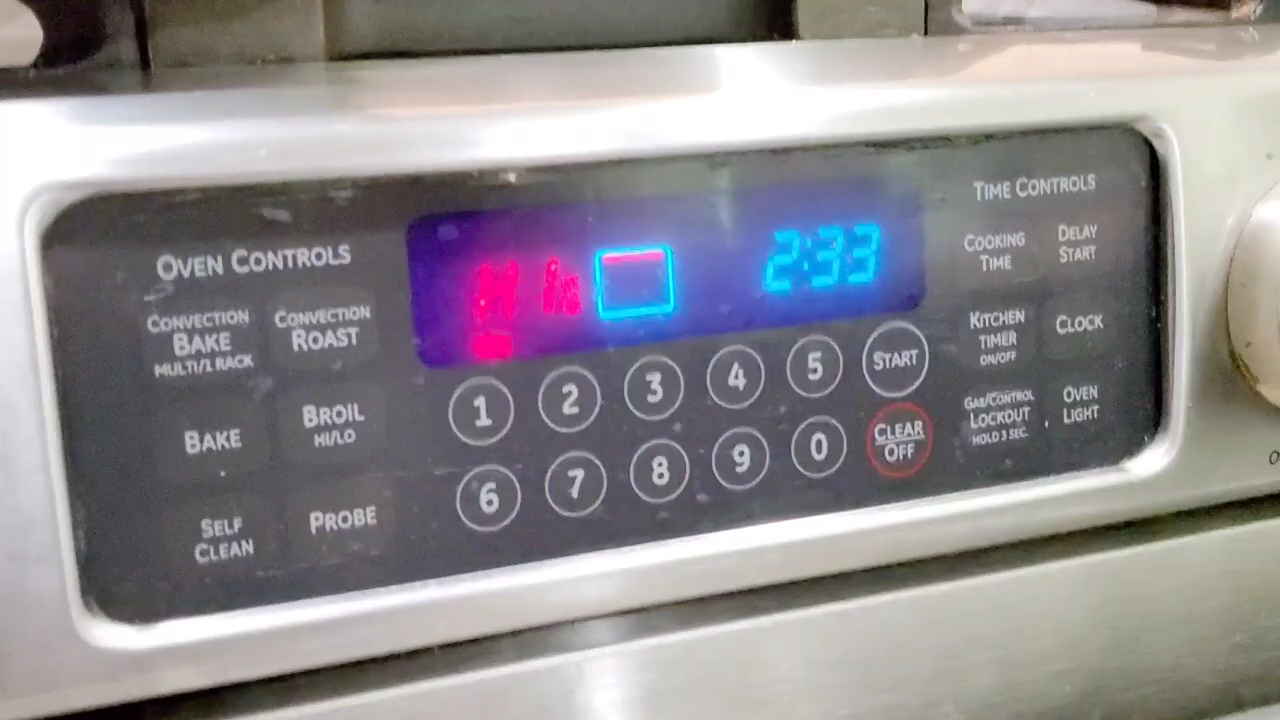 OVEN CONTROLS
CONVECTION
BAKE
MULTI/1 RACK
CONVECTION
ROAST
BAKE
BROIL
HI/LO
SELF
CLEAN
PROBE
2:33
1 2 3 4 5 START
6 7 8 9 0 CLEAR
OFF
TIME CONTROLS
COOKING
TIME
DELAY
START
KITCHEN
TIMER
ON/OFF
CLOCK
GAS/CONTROL
LOCKOUT
HOLD 3 SEC.
OVEN
LIGHT